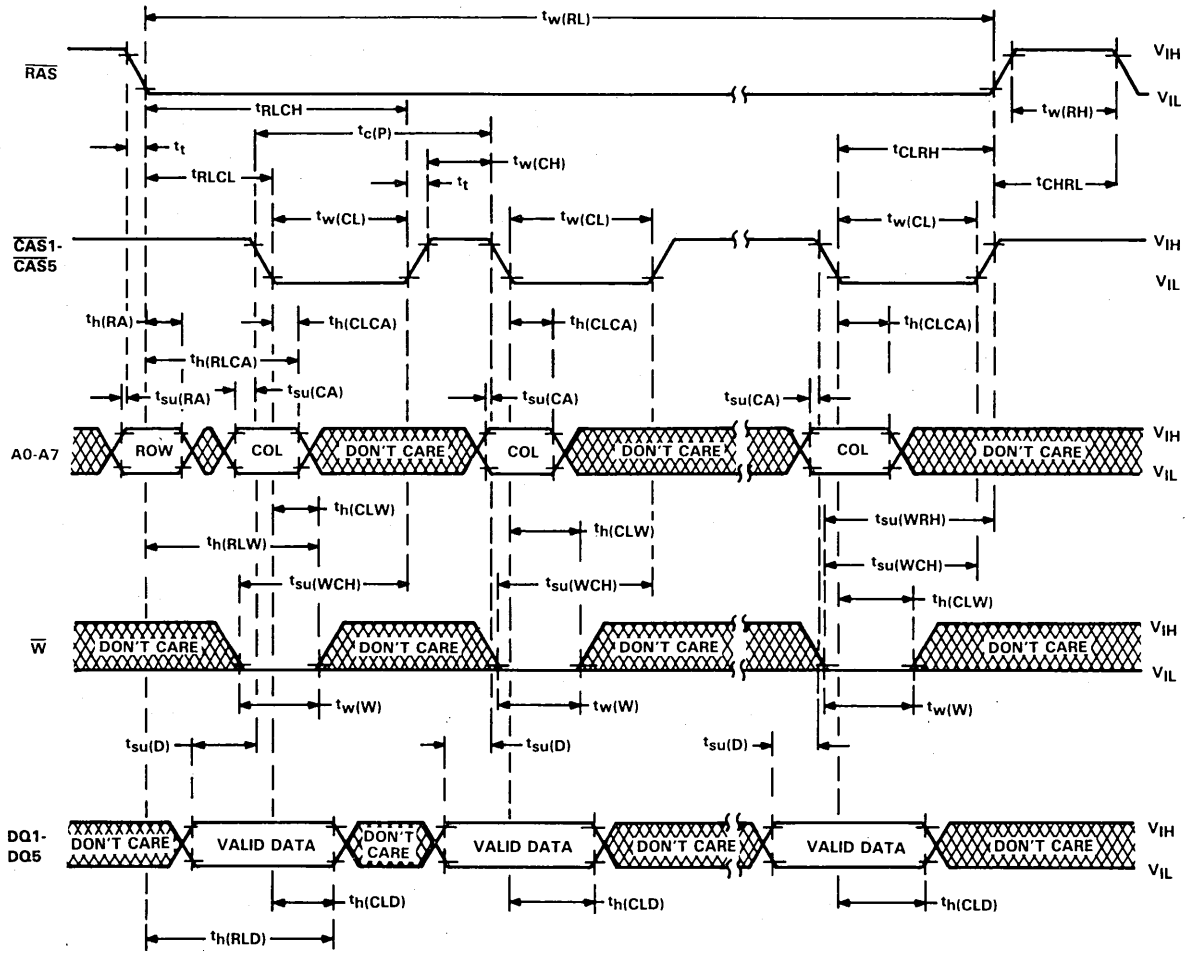 tw(RL)
RAS
VIH
VIL
tRLCH
tw(RH)
tc(P)
tt
tw(CH)
tCLRH
tRLCL
tt
tCHRL
tw(CL)
tw(CL)
tw(CL)
CAS1-
CAS5
VIH
VIL
th(RA)
th(CLCA)
th(CLCA)
th(CLCA)
th(RLCA)
tsu(RA)
tsu(CA)
tsu(CA)
tsu(CA)
A0-A7
ROW
COL
DON'T CARE
COL
DON'T CARE
COL
DON'T CARE
VIH
VIL
th(CLW)
tsu(WRH)
th(CLW)
th(RLW)
tsu(WCH)
tsu(WCH)
tsu(WCH)
th(CLW)
W
DON'T CARE
DON'T CARE
DON'T CARE
DON'T CARE
VIH
VIL
tw(W)
tw(W)
tw(W)
tsu(D)
tsu(D)
tsu(D)
DQ1-
DQ5
DON'T CARE
VALID DATA
DON'T
CARE
VALID DATA
DON'T CARE
VALID DATA
DON'T CARE
VIH
VIL
th(CLD)
th(CLD)
th(CLD)
th(RLD)